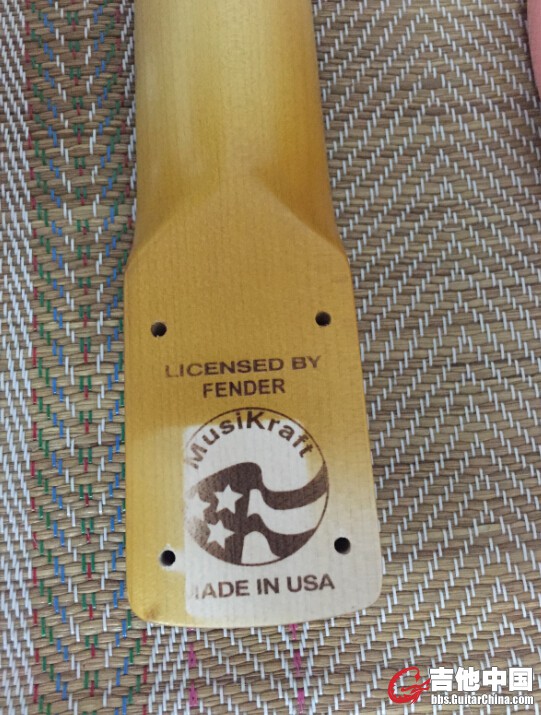 LICENSED BY
FENDER
MusiKraft
MADE IN USA
吉他中国
bbs.GuitarChina.com